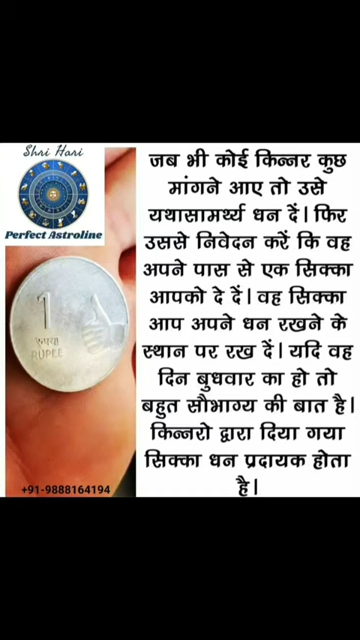 Shri Hari
Perfect Astroline
1
रुपया
RUPEE
+91-9888164194
जब भी कोई किन्नर कुछ
मांगने आए तो उसे
यथासामर्थ्य धन दें। फिर
उससे निवेदन करें कि वह
अपने पास से एक सिक्का
आपको दे दें। वह सिक्का
आप अपने धन रखने के
स्थान पर रख दें। यदि वह
दिन बुधवार का हो तो
बहुत सौभाग्य की बात है।
किन्नरो द्वारा दिया गया
सिक्का धन प्रदायक होता
है।